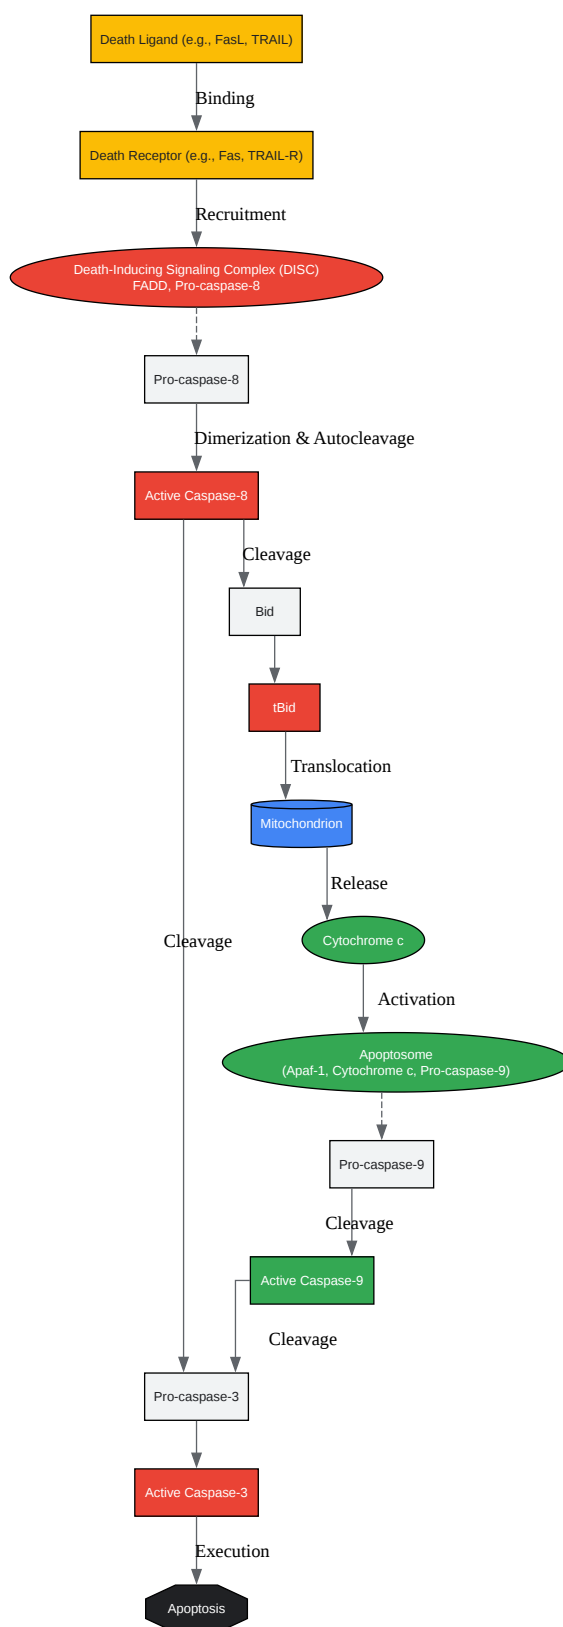 Death Ligand (e.g., FasL, TRAIL)
Binding
Death Receptor (e.g., Fas, TRAIL-R)
Recruitment
Death-Inducing Signaling Complex (DISC)
FADD, Pro-caspase-8
Pro-caspase-8
Dimerization & Autocleavage
Active Caspase-8
Cleavage
Bid
tBid
Translocation
Mitochondrion
Release
Cytochrome c
Cleavage
Activation
Apoptosome
(Apaf-1, Cytochrome c, Pro-caspase-9)
Pro-caspase-9
Cleavage
Active Caspase-9
Cleavage
Pro-caspase-3
Active Caspase-3
Execution
Apoptosis